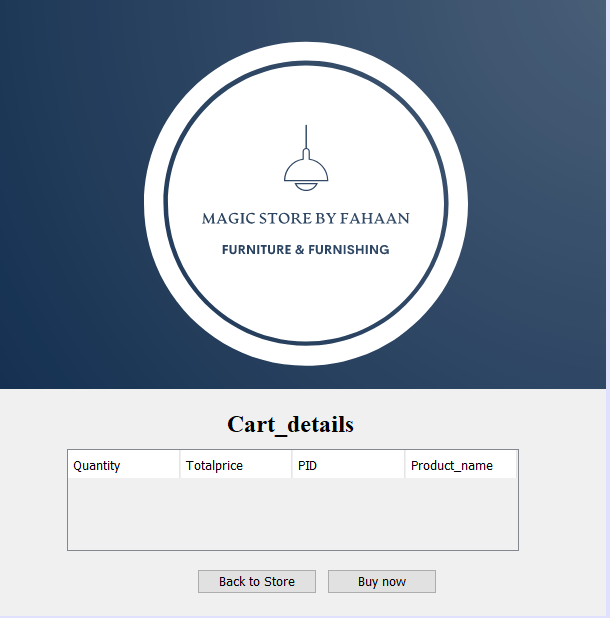 MAGIC STORE BY FAHAAN
FURNITURE & FURNISHING
Cart_details
Quantity Totalprice PID Product_name
Back to Store Buy now